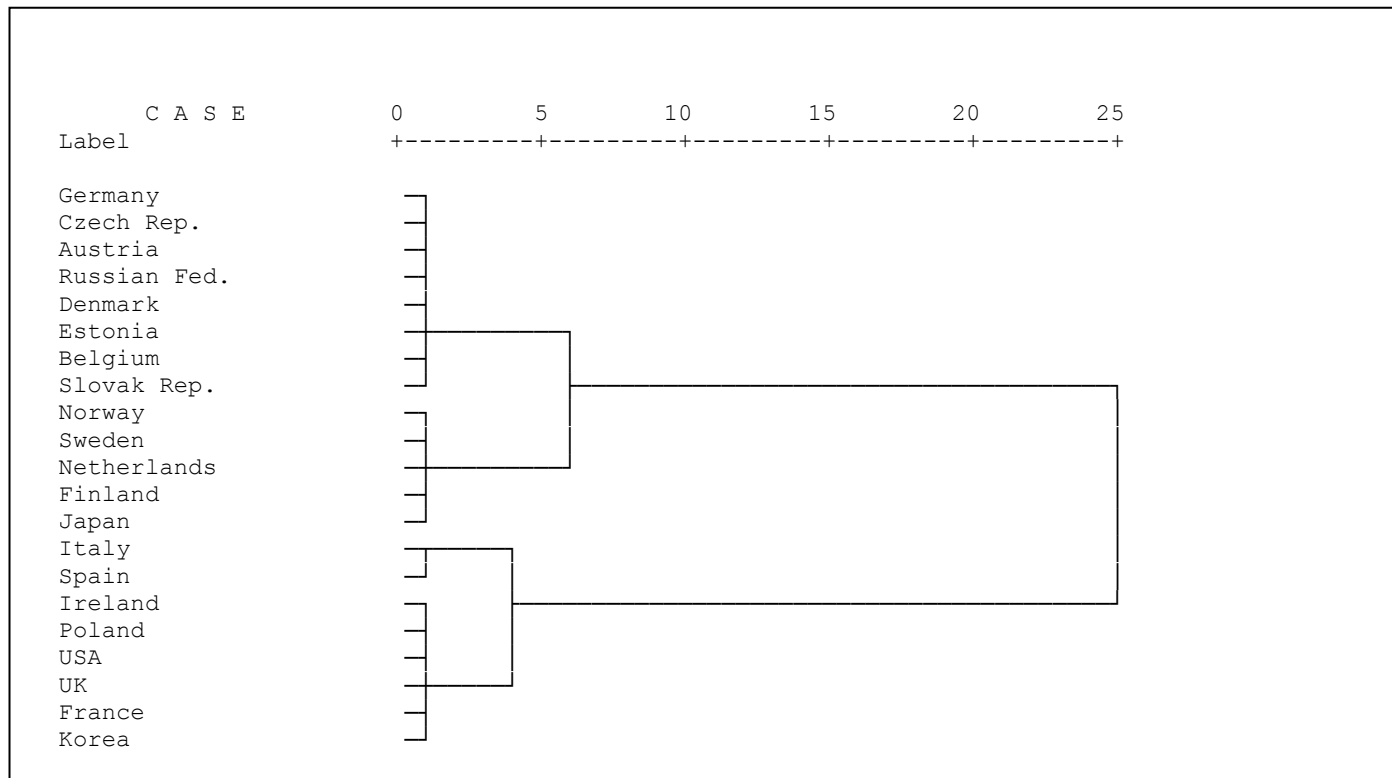 C A S E 0 5 10 15 20 25
Label +---------+---------+---------+---------+---------+
Germany
Czech Rep.
Austria
Russian Fed.
Denmark
Estonia
Belgium
Slovak Rep.
Norway
Sweden
Netherlands
Finland
Japan
Italy
Spain
Ireland
Poland
USA
UK
France
Korea